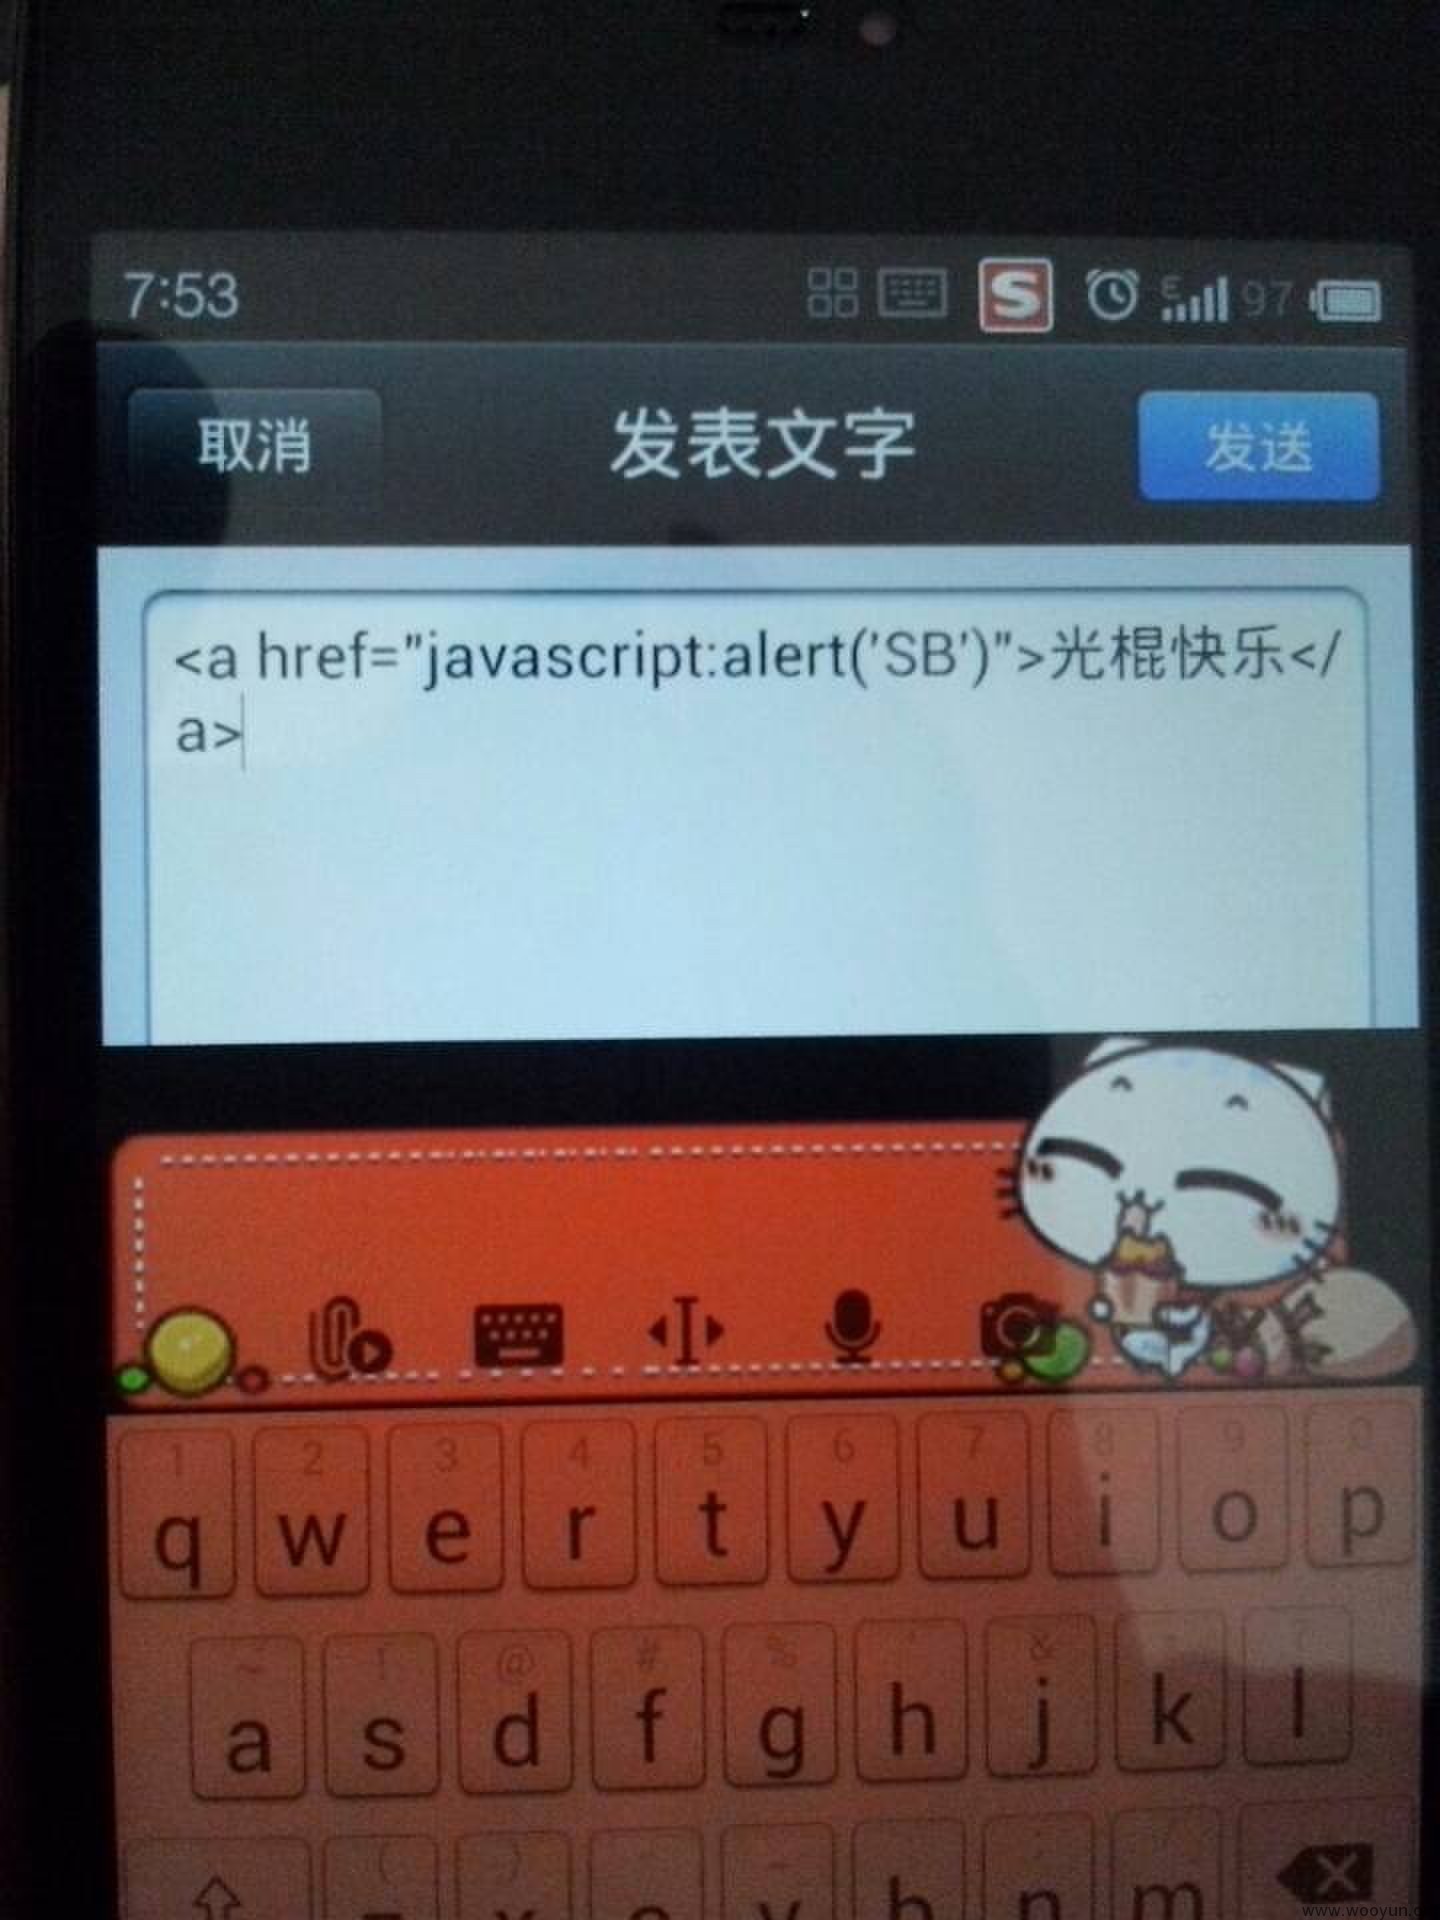 7:53
S E 97
取消 发表文字 发送
<a href="javascript:alert('SB')">光棍快乐</
a>
1 2 3 4 5 6 7 8 9 0
q w e r t y u i o p
~ ! @ # % ' &
a s d f g h j k l
n m
www.wooyun.